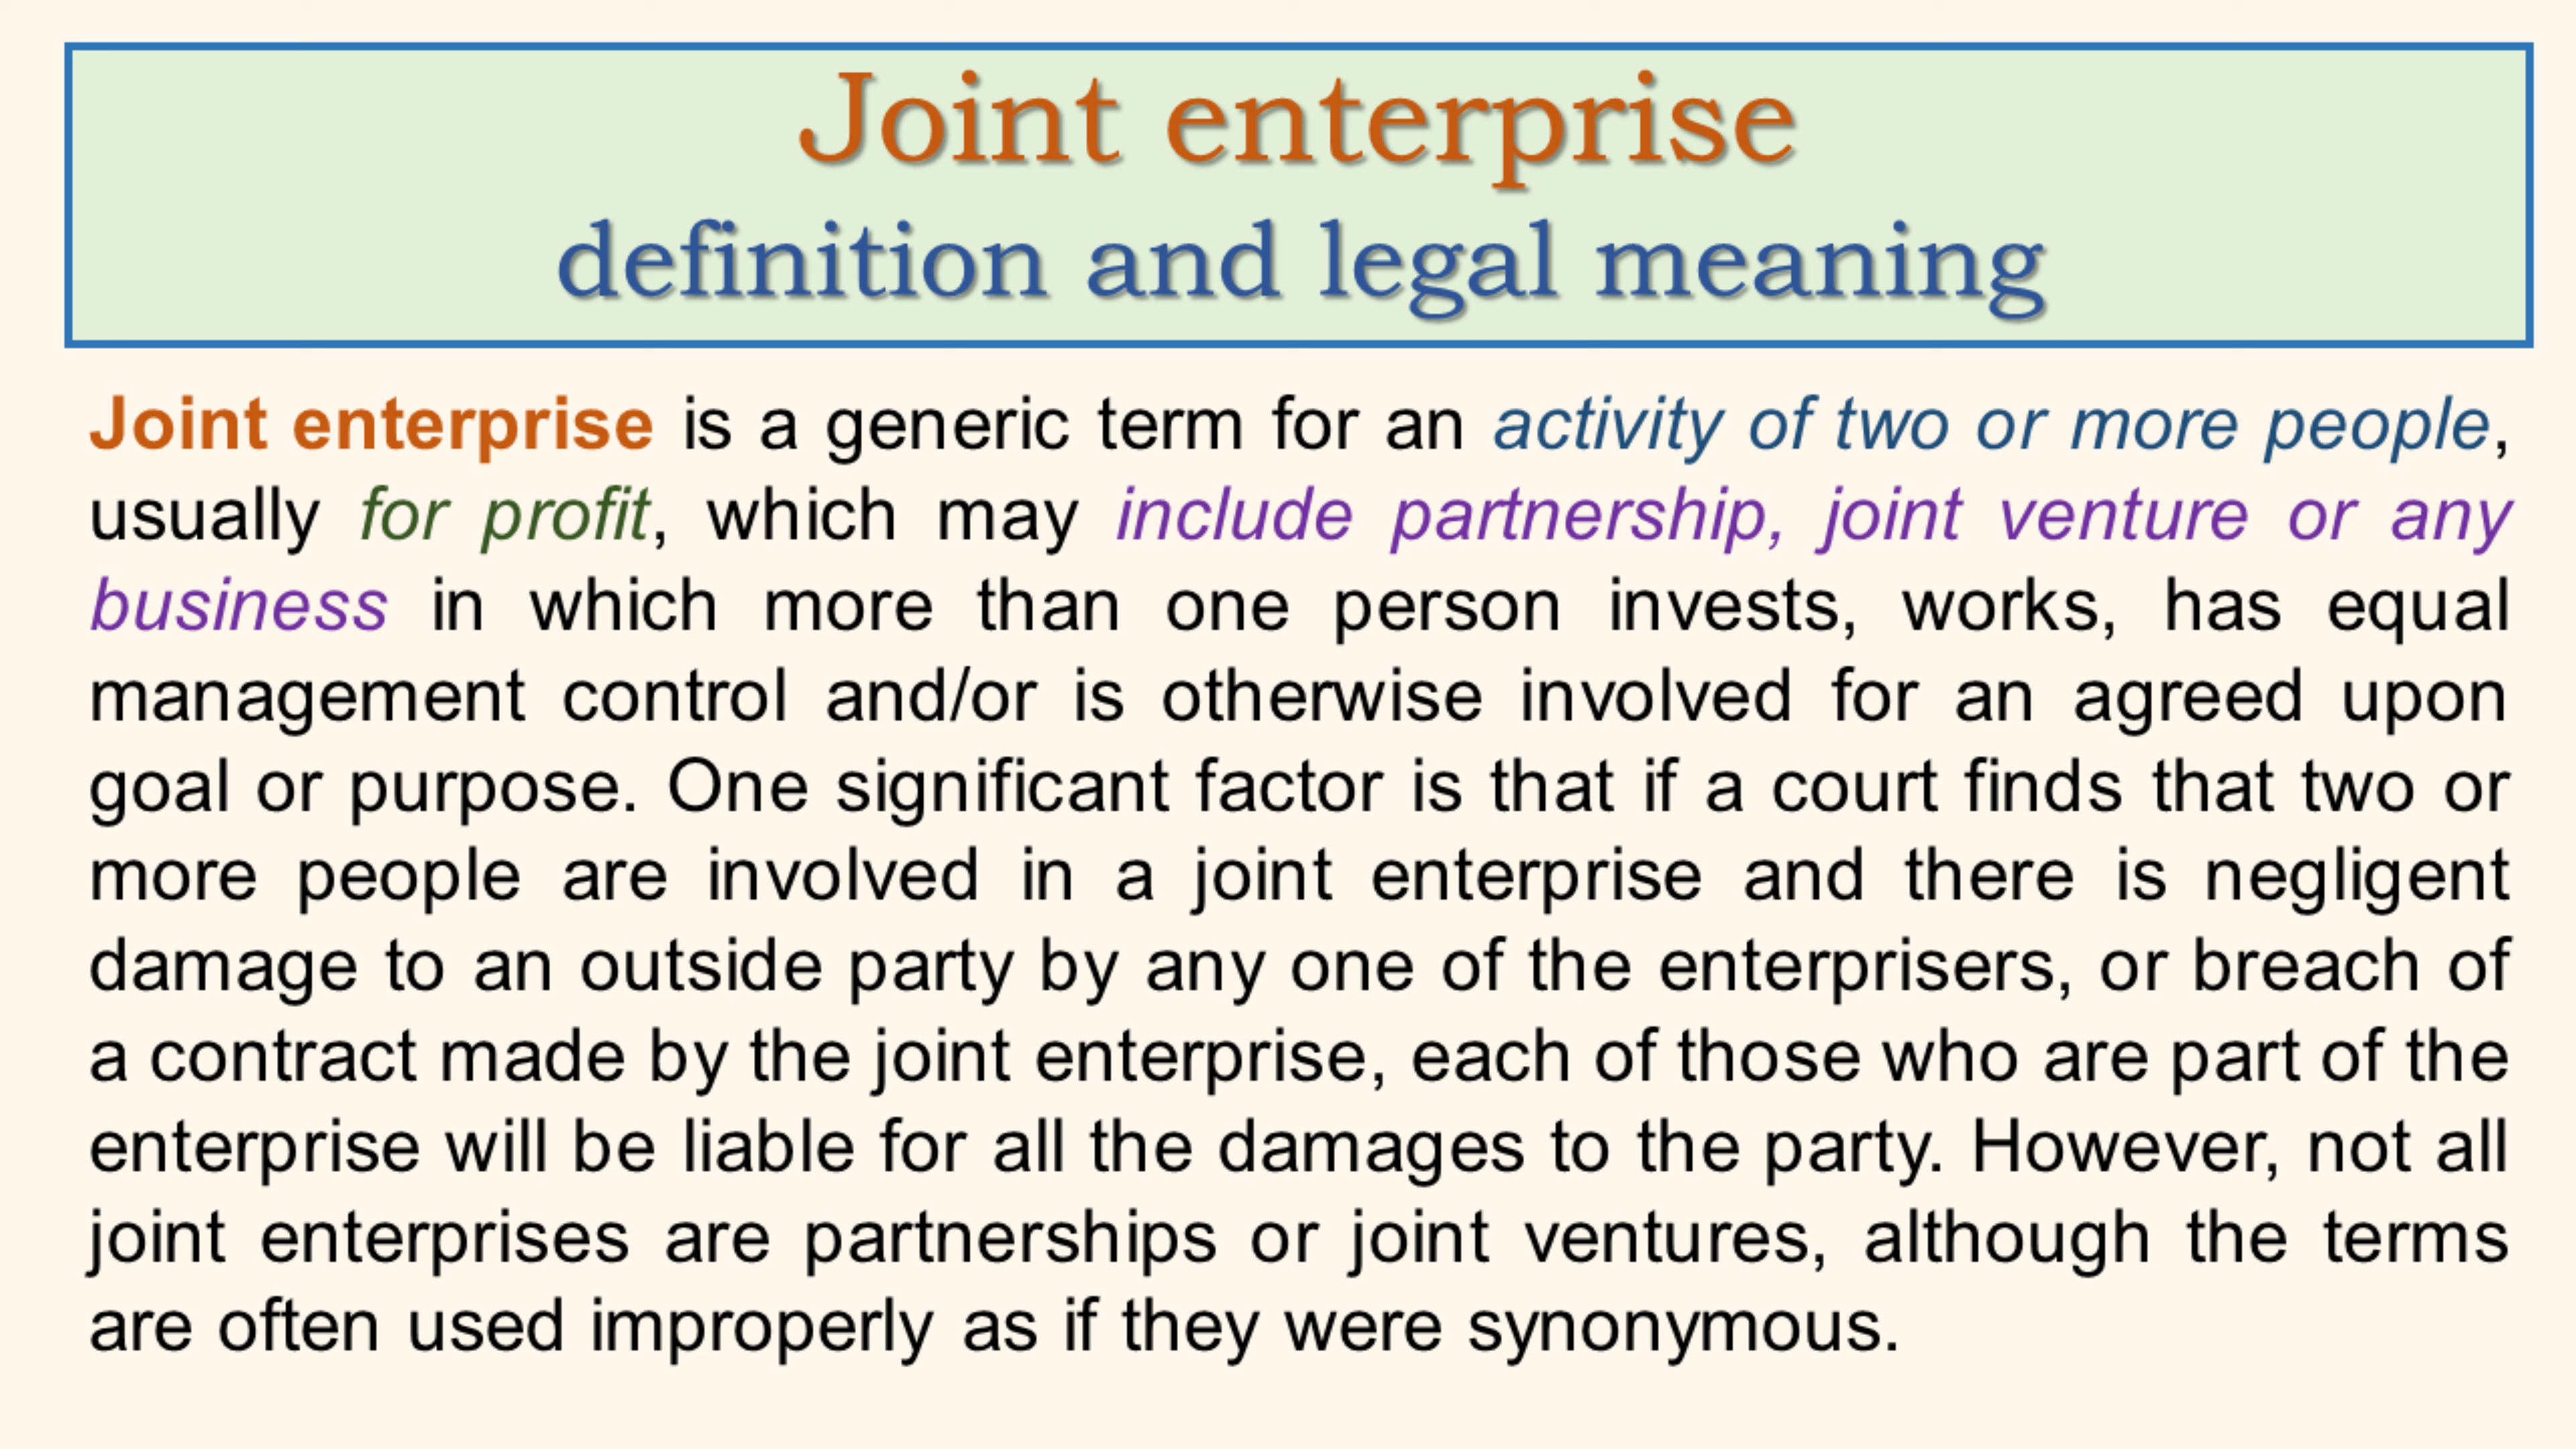 Joint enterprise
definition and legal meaning
Joint enterprise is a generic term for an activity of two or more people,
usually for profit, which may include partnership, joint venture or any
business in which more than one person invests, works, has equal
management control and/or is otherwise involved for an agreed upon
goal or purpose. One significant factor is that if a court finds that two or
more people are involved in a joint enterprise and there is negligent
damage to an outside party by any one of the enterprisers, or breach of
a contract made by the joint enterprise, each of those who are part of the
enterprise will be liable for all the damages to the party. However, not all
joint enterprises are partnerships or joint ventures, although the terms
are often used improperly as if they were synonymous.